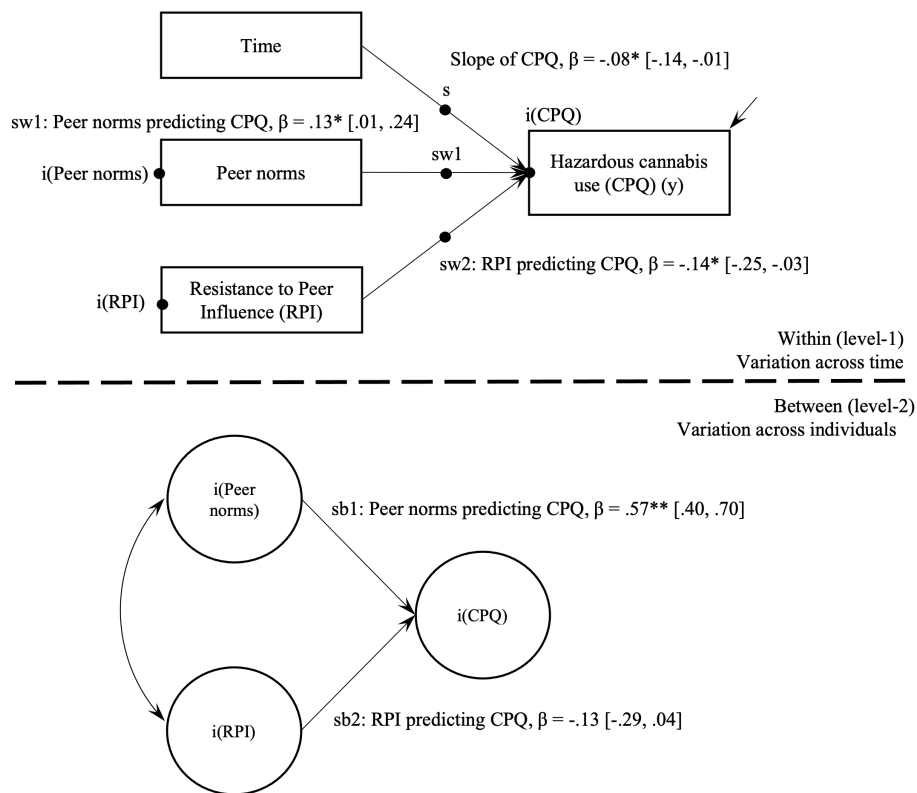 Time
Slope of CPQ, β = -.08* [-.14, -.01]
s
sw1: Peer norms predicting CPQ, β = .13* [.01, .24]
i(CPQ)
i(Peer norms)
Peer norms
sw1
Hazardous cannabis
use (CPQ) (y)
sw2: RPI predicting CPQ, β = -.14* [-.25, -.03]
i(RPI)
Resistance to Peer
Influence (RPI)
Within (level-1)
Variation across time
Between (level-2)
Variation across individuals
i(Peer
norms)
sb1: Peer norms predicting CPQ, β = .57** [.40, .70]
i(CPQ)
i(RPI)
sb2: RPI predicting CPQ, β = -.13 [-.29, .04]